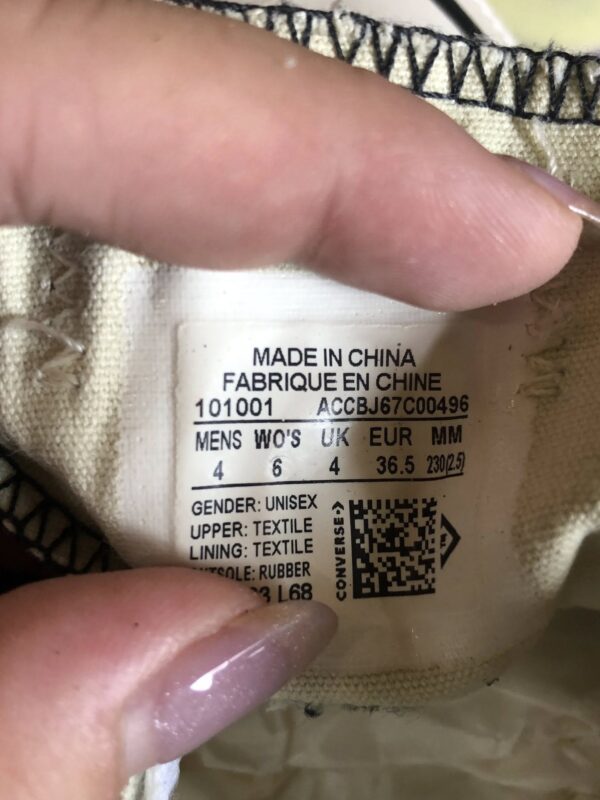 MADE IN CHINA
FABRIQUE EN CHINE
101001 ACCBJ67C00496
MENS WO'S UK EUR MM
4 6 4 36.5 230(2.5)
GENDER: UNISEX
UPPER: TEXTILE
LINING: TEXTILE
RUBBER
L68
CONVERSE